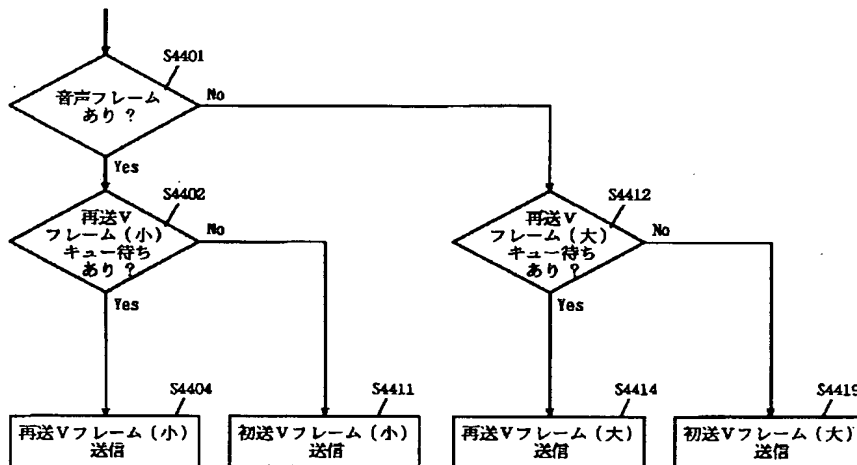 S4401
音声フレーム
あり ?
No
Yes
S4402
再送V
フレーム (小)
キュー待ち
あり ?
No
Yes
S4412
再送V
フレーム (大)
キュー待ち
あり ?
No
Yes
S4404
再送Vフレーム (小)
送信
S4411
初送Vフレーム (小)
送信
S4414
再送Vフレーム (大)
送信
S4419
初送Vフレーム (大)
送信